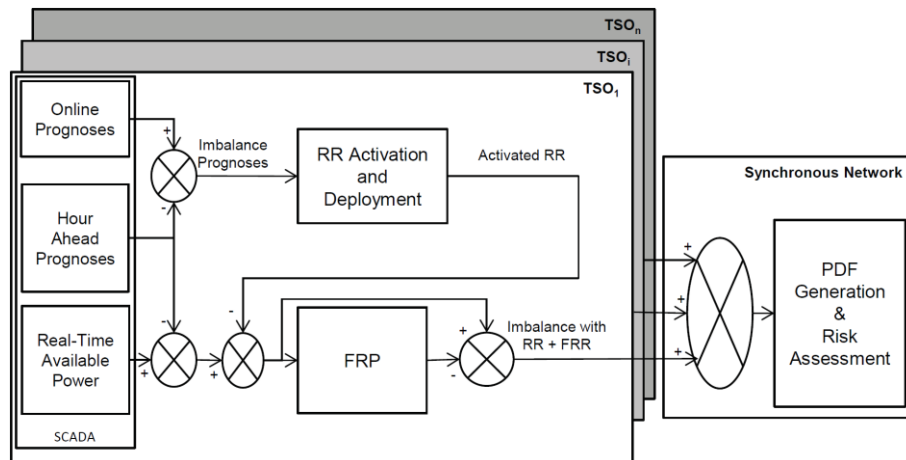 TSOn
TSOi
TSO1
Online
Prognoses
+
Imbalance
Prognoses
RR Activation
and
Deployment
Activated RR
Synchronous Network
-
Hour
Ahead
Prognoses
+
PDF
Generation
&
Risk
Assessment
-
-
+
+
Real-Time
Available
Power
FRP
Imbalance with
RR + FRR
+
+
+
-
SCADA